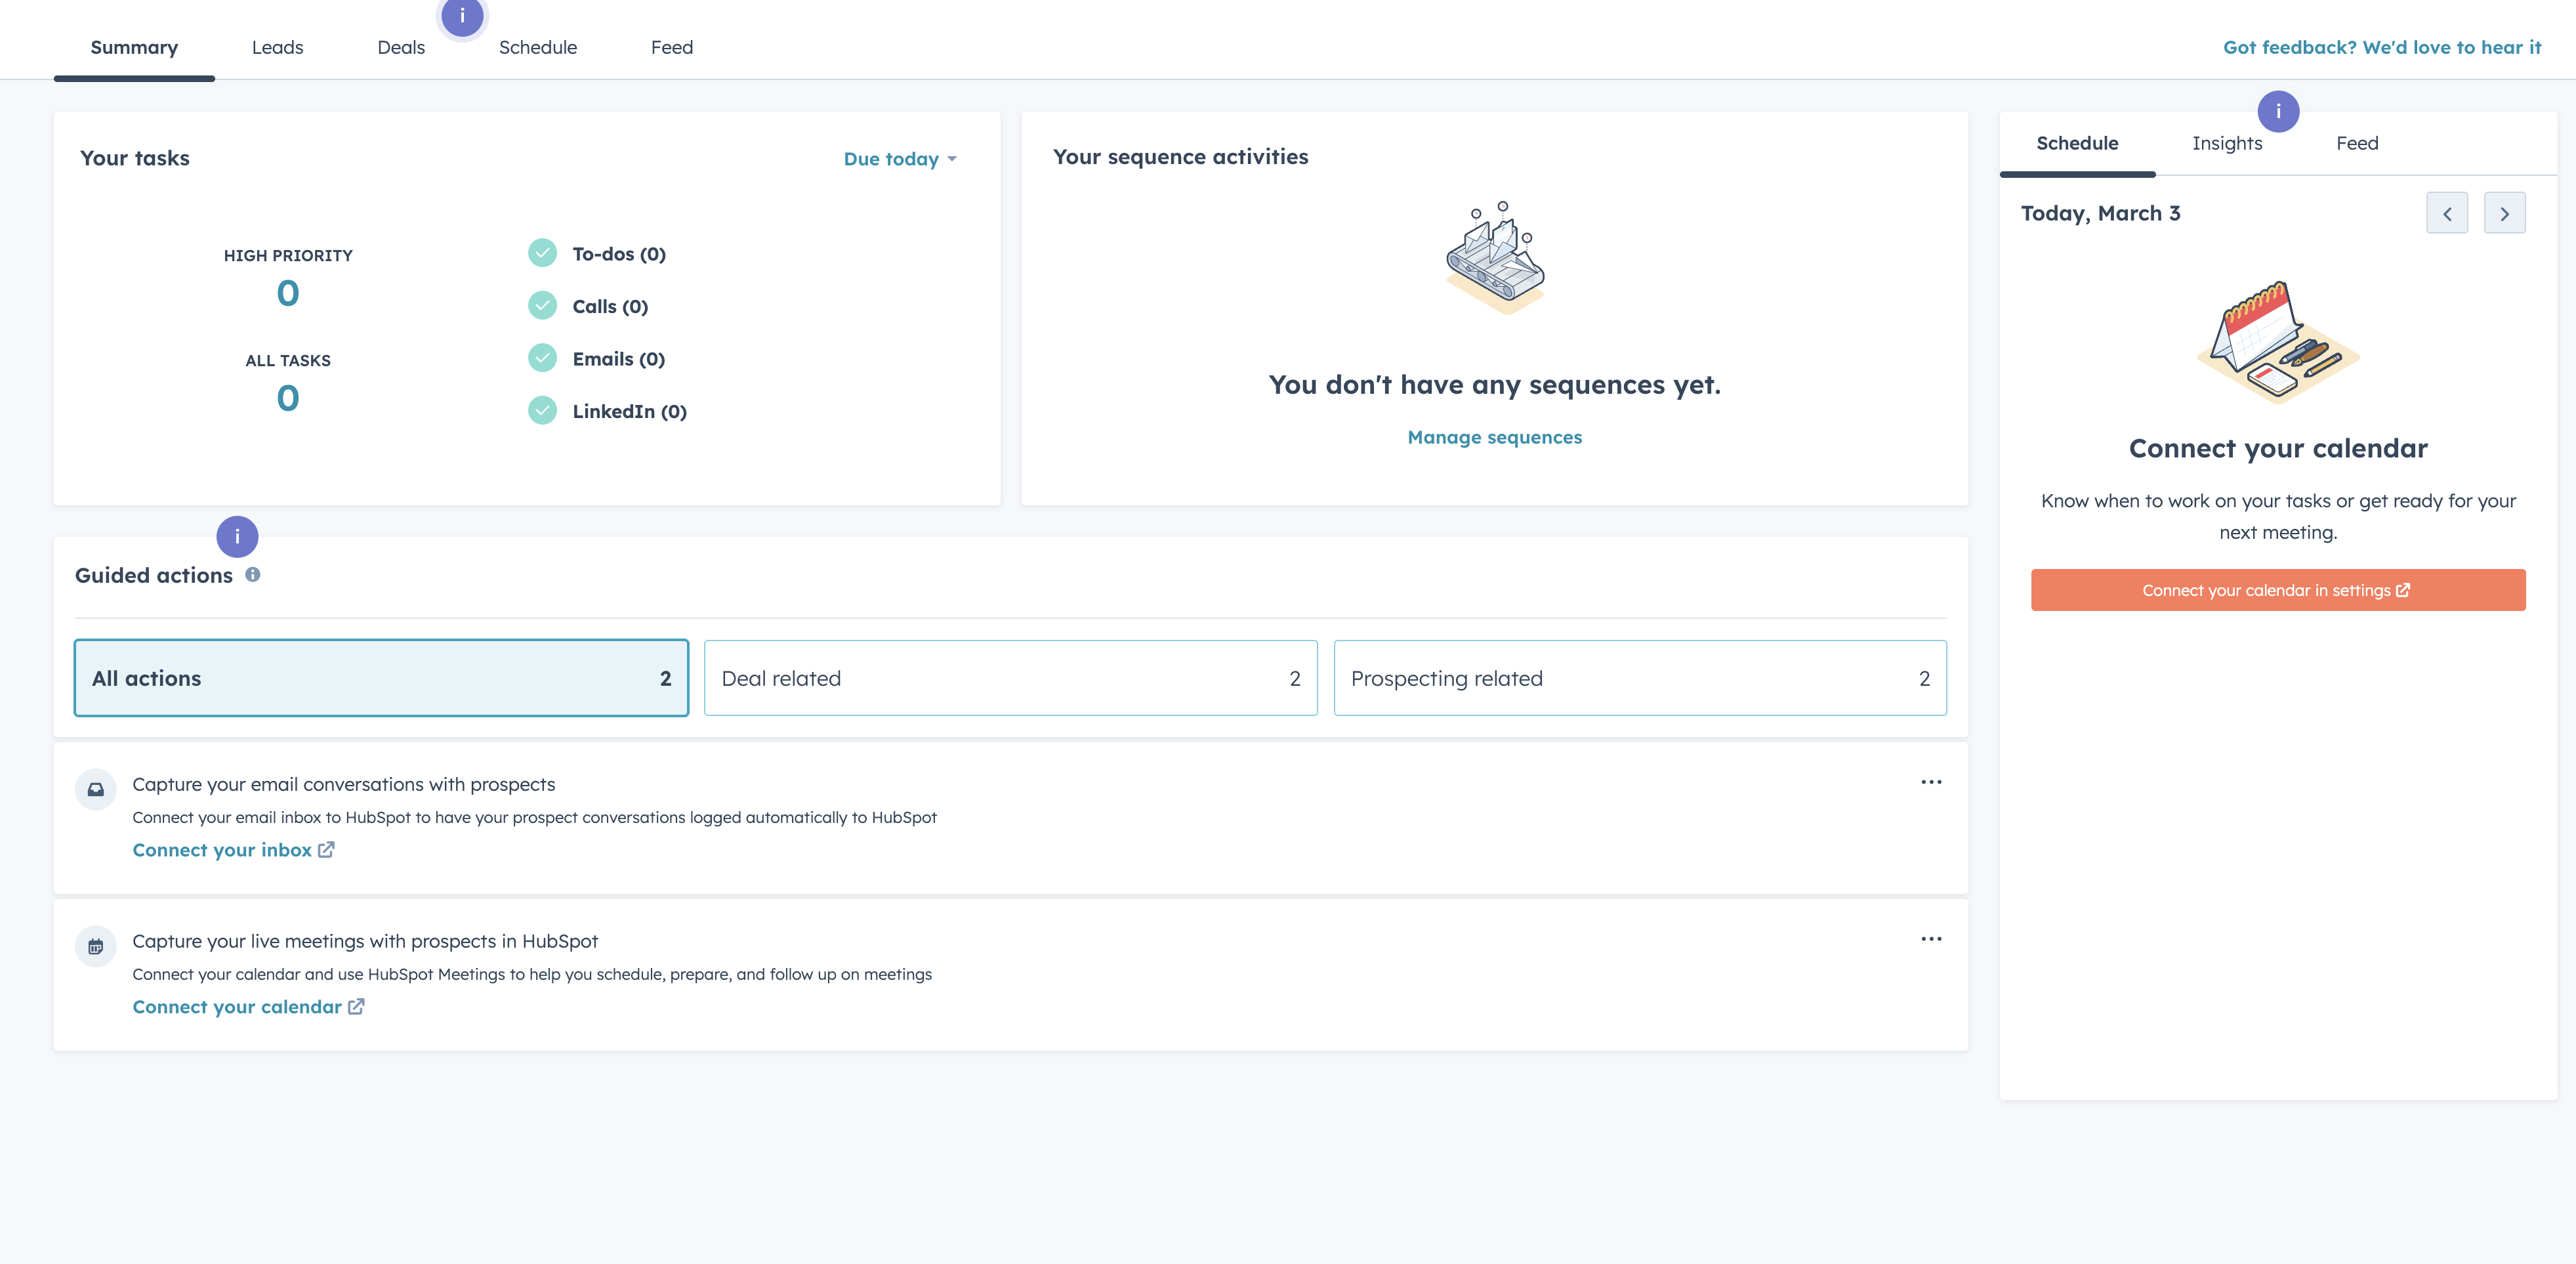 i
Summary
Leads
Deals
Schedule
Feed
Got feedback? We'd love to hear it
Your tasks
Due today
HIGH PRIORITY
0
ALL TASKS
0
To-dos (0)
Calls (0)
Emails (0)
LinkedIn (0)
Your sequence activities
You don't have any sequences yet.
Manage sequences
i
Schedule
Insights
Feed
Today, March 3
Connect your calendar
Know when to work on your tasks or get ready for your
next meeting.
Connect your calendar in settings
i
Guided actions
i
All actions 2
Deal related 2
Prospecting related 2
Capture your email conversations with prospects
Connect your email inbox to HubSpot to have your prospect conversations logged automatically to HubSpot
Connect your inbox
Capture your live meetings with prospects in HubSpot
Connect your calendar and use HubSpot Meetings to help you schedule, prepare, and follow up on meetings
Connect your calendar